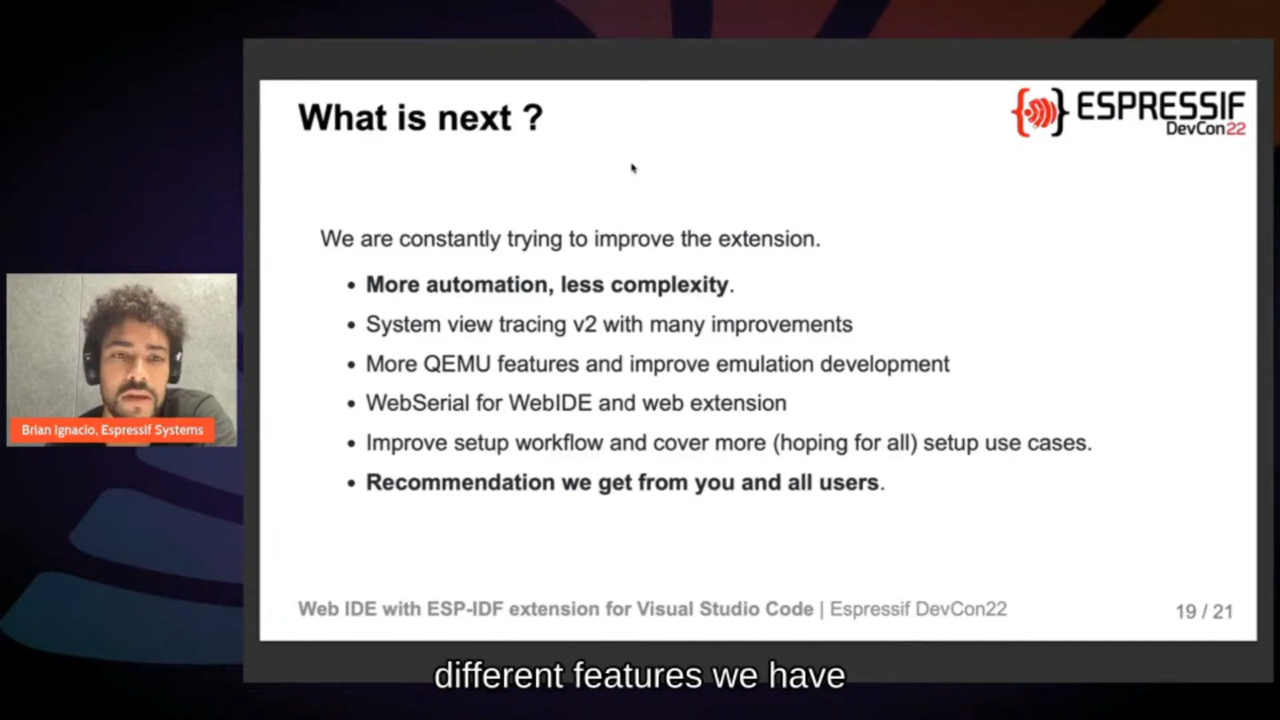 What is next ?
{ } ESPRESSIF
DevCon22
We are constantly trying to improve the extension.
• More automation, less complexity.
• System view tracing v2 with many improvements
• More QEMU features and improve emulation development
• WebSerial for WebIDE and web extension
• Improve setup workflow and cover more (hoping for all) setup use cases.
• Recommendation we get from you and all users.
Brian Ignacio, Espressif Systems
Web IDE with ESP-IDF extension for Visual Studio Code | Espressif DevCon22
19 / 21
different features we have